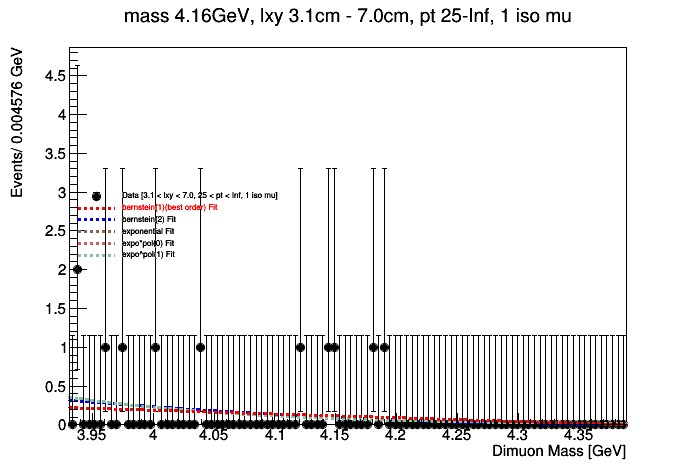 mass 4.16GeV, lxy 3.1cm - 7.0cm, pt 25-Inf, 1 iso mu
Events/ 0.004576 GeV
4.5
4
3.5
3
2.5
2
1.5
1
0.5
0
Data [3.1 < lxy < 7.0, 25 < pt < Inf, 1 iso mu]
bernstein(1)(best order) Fit
bernstein(2) Fit
exponential Fit
expo*pol(0) Fit
expo*pol(1) Fit
3.95 4 4.05 4.1 4.15 4.2 4.25 4.3 4.35
Dimuon Mass [GeV]